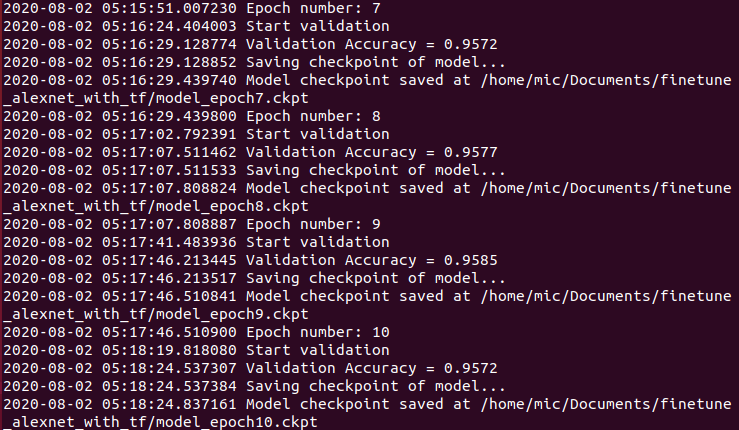 2020-08-02 05:15:51.007230 Epoch number: 7
2020-08-02 05:16:24.404003 Start validation
2020-08-02 05:16:29.128774 Validation Accuracy = 0.9572
2020-08-02 05:16:29.128852 Saving checkpoint of model...
2020-08-02 05:16:29.439740 Model checkpoint saved at /home/mic/Documents/finetune
_alexnet_with_tf/model_epoch7.ckpt
2020-08-02 05:16:29.439800 Epoch number: 8
2020-08-02 05:17:02.792391 Start validation
2020-08-02 05:17:07.511462 Validation Accuracy = 0.9577
2020-08-02 05:17:07.511533 Saving checkpoint of model...
2020-08-02 05:17:07.808824 Model checkpoint saved at /home/mic/Documents/finetune
_alexnet_with_tf/model_epoch8.ckpt
2020-08-02 05:17:07.808887 Epoch number: 9
2020-08-02 05:17:41.483936 Start validation
2020-08-02 05:17:46.213445 Validation Accuracy = 0.9585
2020-08-02 05:17:46.213517 Saving checkpoint of model...
2020-08-02 05:17:46.510841 Model checkpoint saved at /home/mic/Documents/finetune
_alexnet_with_tf/model_epoch9.ckpt
2020-08-02 05:17:46.510900 Epoch number: 10
2020-08-02 05:18:19.818080 Start validation
2020-08-02 05:18:24.537307 Validation Accuracy = 0.9572
2020-08-02 05:18:24.537384 Saving checkpoint of model...
2020-08-02 05:18:24.837161 Model checkpoint saved at /home/mic/Documents/finetune
_alexnet_with_tf/model_epoch10.ckpt